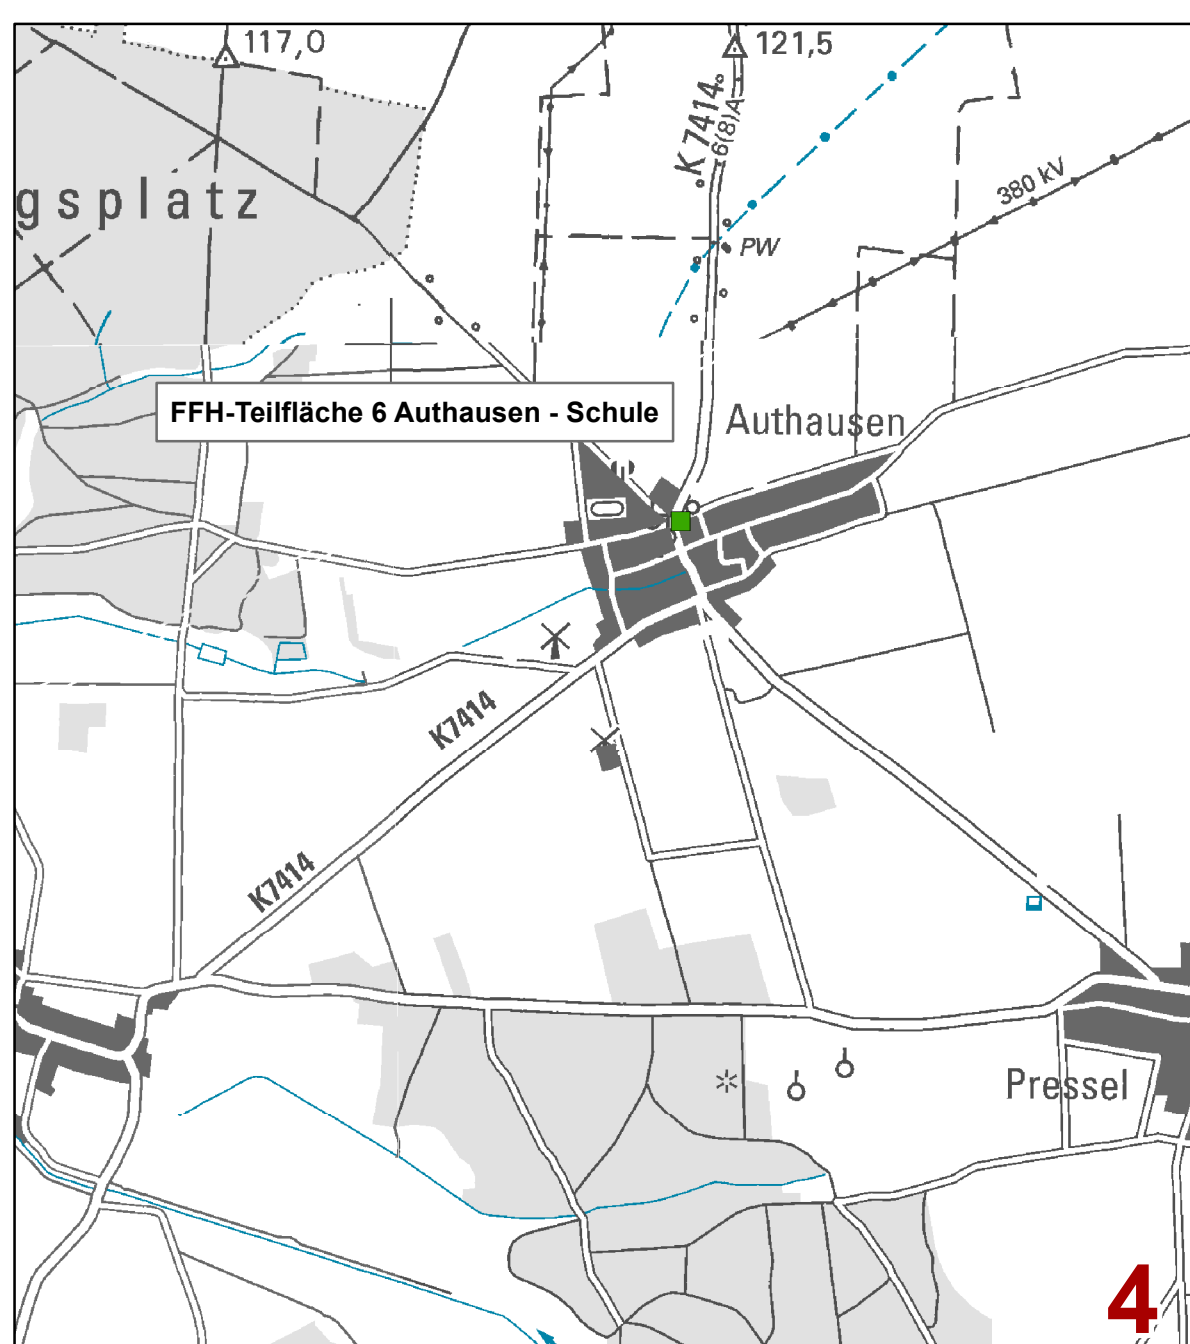 117,0
121,5
K 7414
6(8)A
gsplatz
380 kV
PW
FFH-Teilfläche 6 Authausen - Schule
Authausen
K7414
K7414
Pressel
4